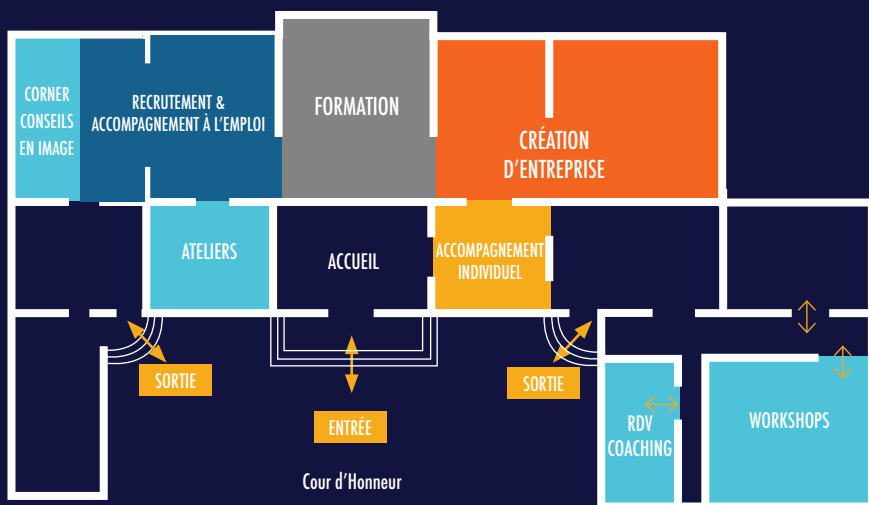 CORNER
CONSEILS
EN IMAGE
RECRUTEMENT &
ACCOMPAGNEMENT À L'EMPLOI
FORMATION
CRÉATION
D'ENTREPRISE
ATELIERS
ACCUEIL
ACCOMPAGNEMENT
INDIVIDUEL
SORTIE
ENTRÉE
SORTIE
RDV
COACHING
WORKSHOPS
Cour d'Honneur